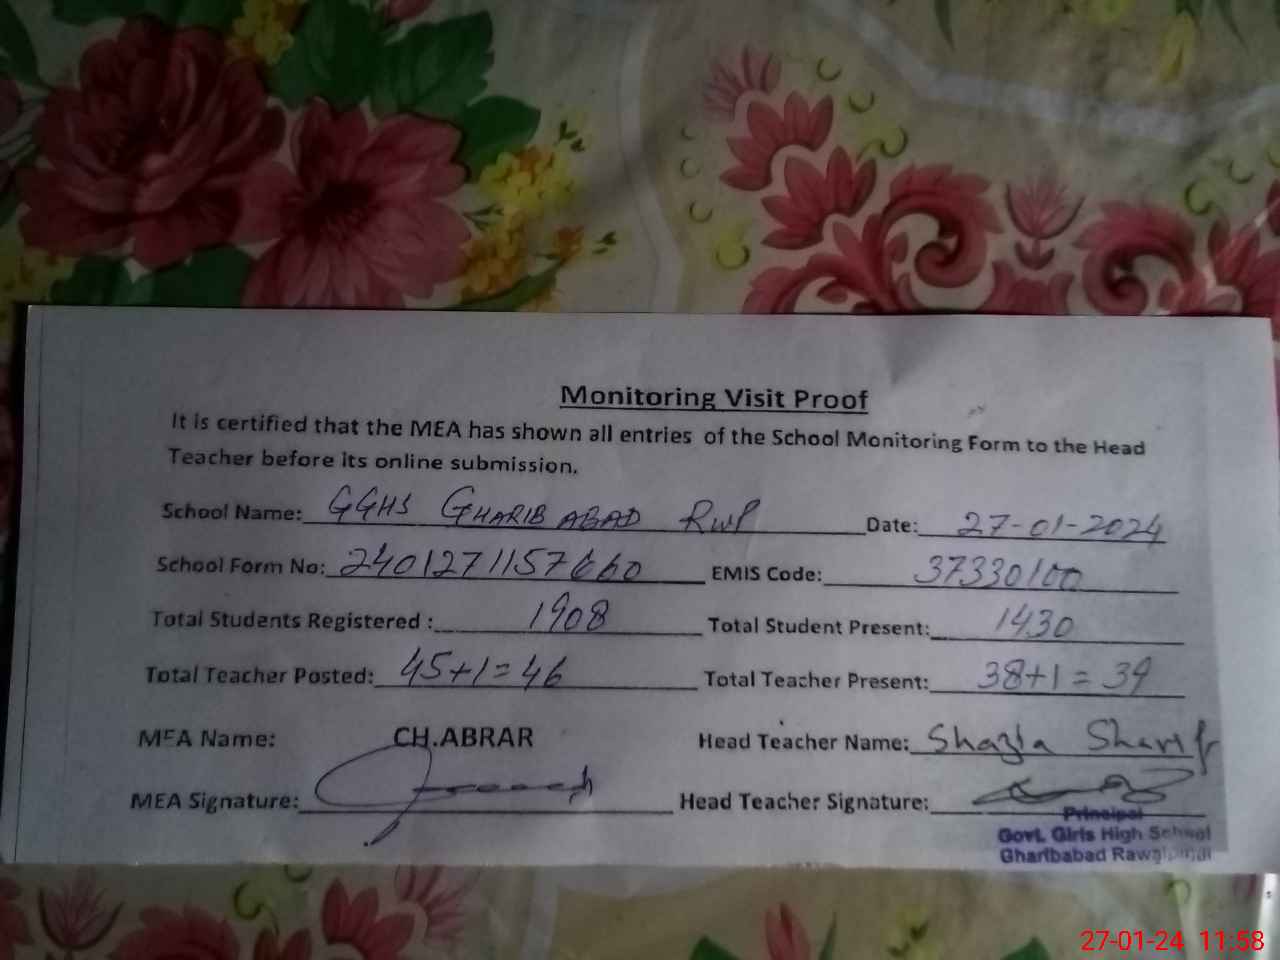 Monitoring Visit Proof
It is certified that the MEA has shown all entries of the School Monitoring Form to the Head
Teacher before its online submission.
School Name: GGHS GHARIB ABAD RWP Date: 27-01-2024
School Form No: 2401271157660 EMIS Code: 37330100
Total Students Registered : 1908 Total Student Present: 1430
Total Teacher Posted: 45+1=46 Total Teacher Present: 38+1=39
MEA Name: CH.ABRAR Head Teacher Name: Shazia Sharif
MEA Signature: Head Teacher Signature:
Principal
Govt. Girls High School
Gharibabad Rawalpindi
27-01-24 11:58